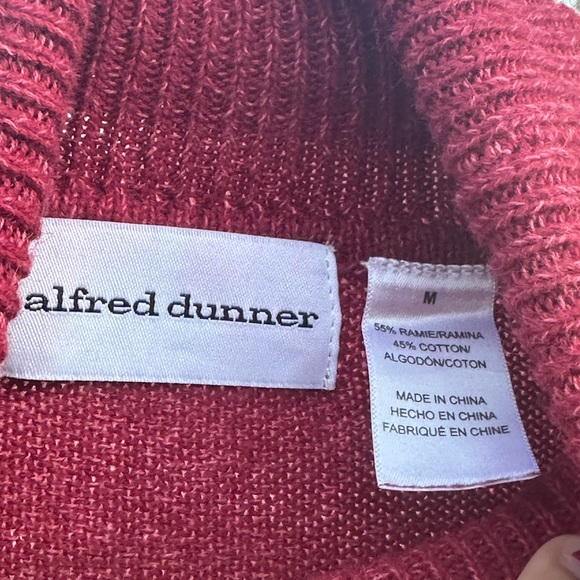 alfred dunner
M
55% RAMIE/RAMINA
45% COTTON/
ALGODÓN/COTON
MADE IN CHINA
HECHO EN CHINA
FABRIQUÉ EN CHINE